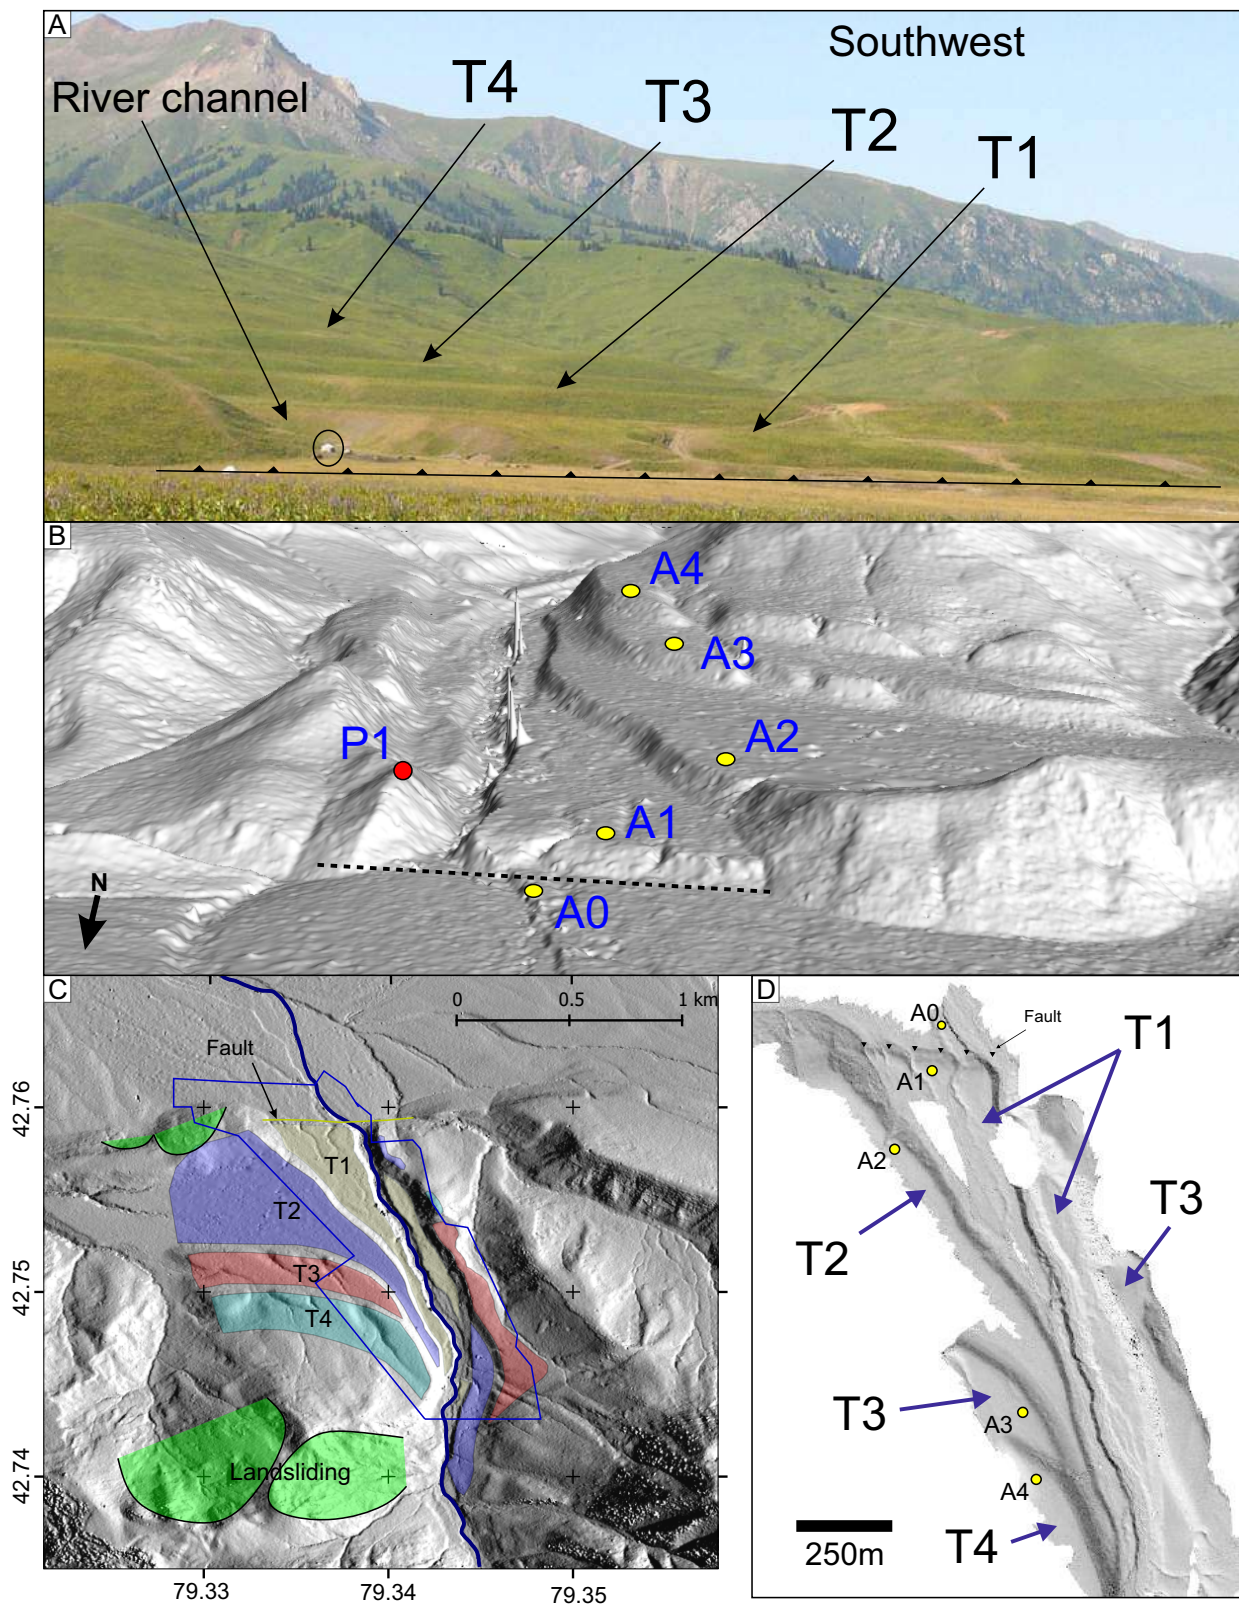 A
Southwest
River channel
T4
T3
T2
T1
B
A4
A3
P1
A2
A1
A0
N
C
0 0.5 1 km
Fault
42.76
42.75
42.74
T1
T2
T3
T4
Landsliding
79.33 79.34 79.35
D
A0
Fault
T1
A1
A2
T3
T2
T3
A3
A4
T4
250m